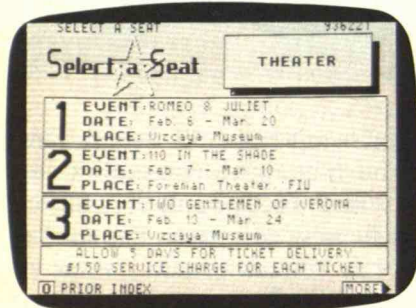 SELECT A SEAT 936221
Select-a-Seat
THEATER
1 EVENT: ROMEO & JULIET
DATE: Feb. 6 - Mar. 20
PLACE: Vizcaya Museum
2 EVENT: 110 IN THE SHADE
DATE: Feb. 7 - Mar. 10
PLACE: Foreman Theater FIU
3 EVENT: TWO GENTLEMEN OF VERONA
DATE: Feb. 13 - Mar. 24
PLACE: Vizcaya Museum
ALLOW 5 DAYS FOR TICKET DELIVERY
$1.50 SERVICE CHARGE FOR EACH TICKET
0 PRIOR INDEX MORE